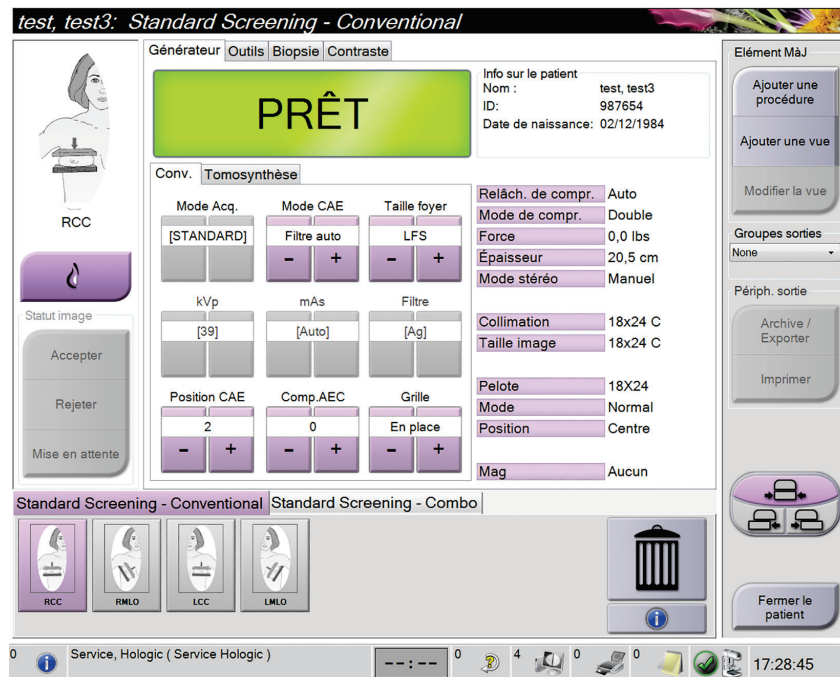 test, test3: Standard Screening - Conventional
RCC
Statut image
Accepter
Rejeter
Mise en attente
Générateur Outils Biopsie Contraste
PRÊT
Info sur le patient
Nom : test, test3
ID: 987654
Date de naissance: 02/12/1984
Conv. Tomosynthèse
Mode Acq. Mode CAE Taille foyer
[STANDARD] Filtre auto LFS
- + - +
kVp mAs Filtre
[39] [Auto] [Ag]
Position CAE Comp.AEC Grille
2 0 En place
- + - + - +
Relâch. de compr. Auto
Mode de compr. Double
Force 0,0 lbs
Épaisseur 20,5 cm
Mode stéréo Manuel
Collimation 18x24 C
Taille image 18x24 C
Pelote 18X24
Mode Normal
Position Centre
Mag Aucun
Elément MàJ
Ajouter une
procédure
Ajouter une vue
Modifier la vue
Groupes sorties
None
Périph. sortie
Archive /
Exporter
Imprimer
Fermer le
patient
Standard Screening - Conventional Standard Screening - Combo
RCC RMLO LCC LMLO
0 Service, Hologic ( Service Hologic ) --:-- 0 4 0 0 17:28:45